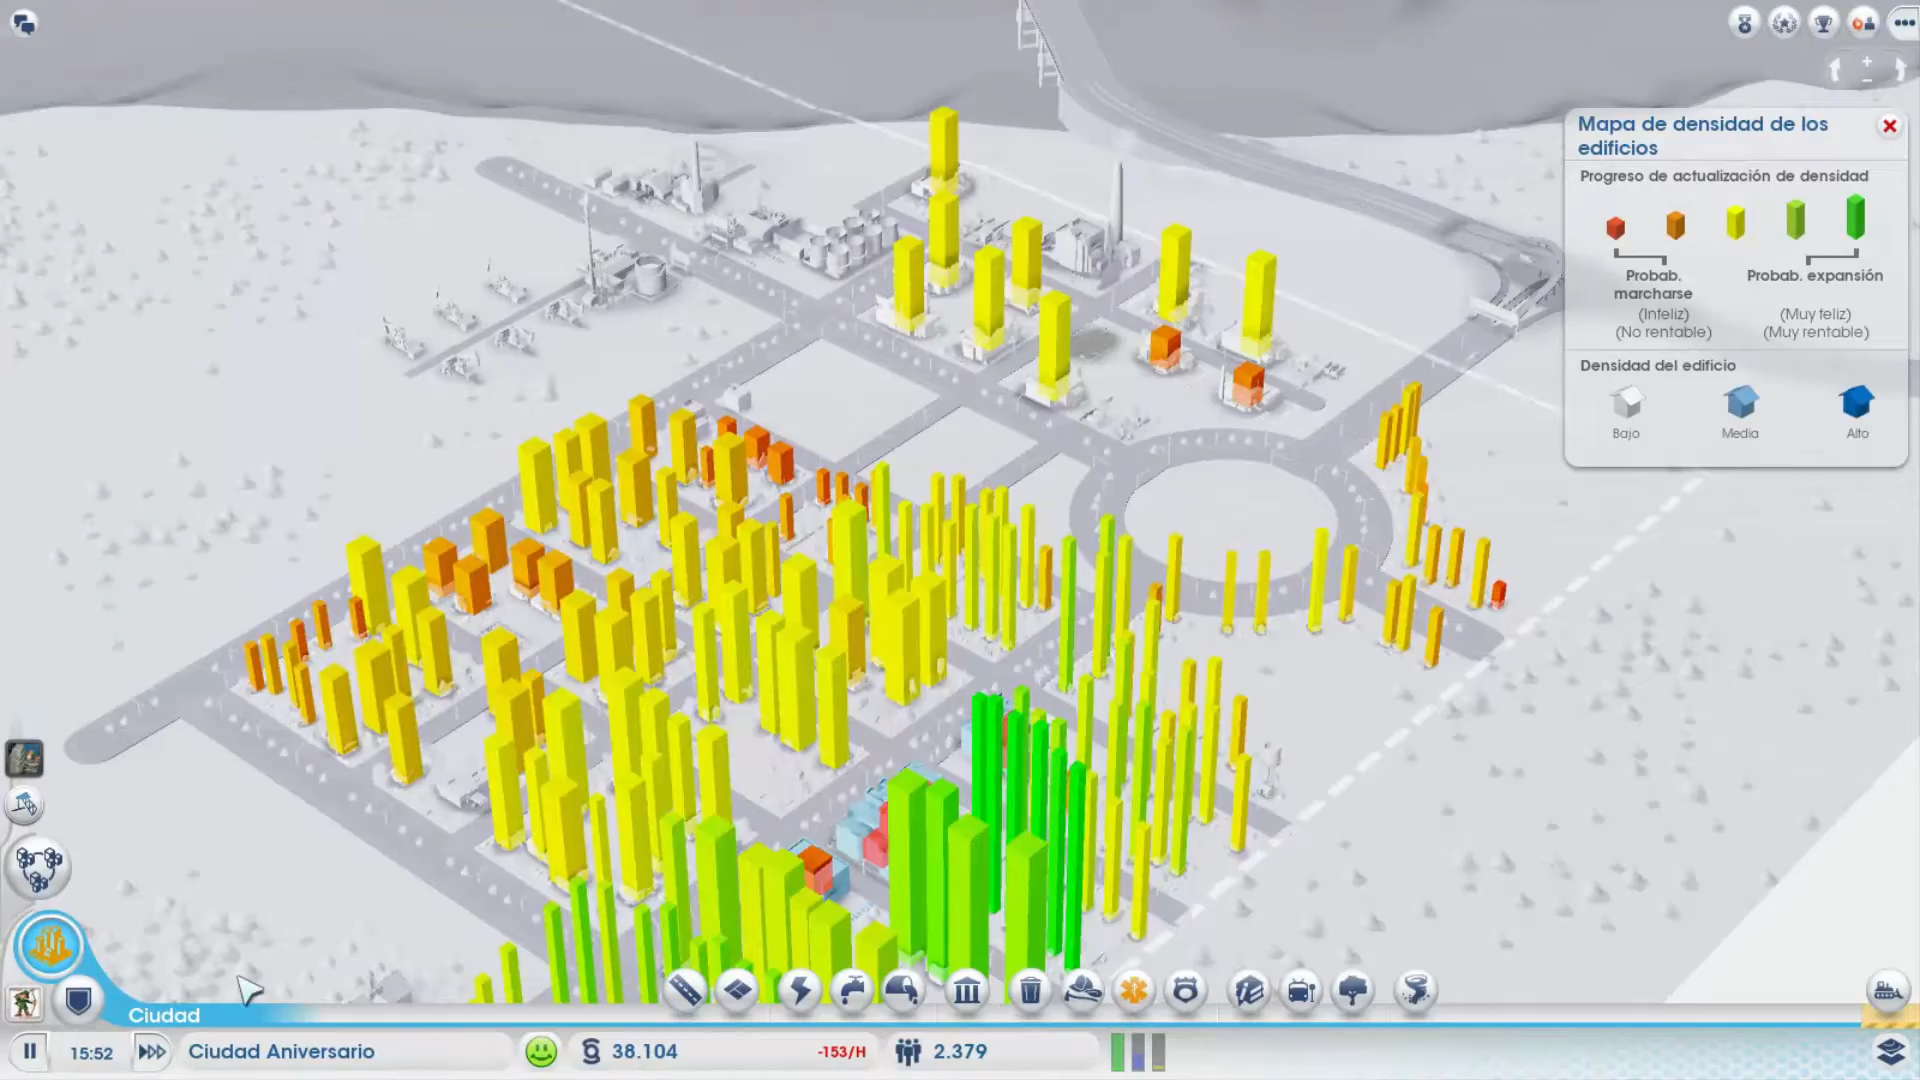 Mapa de densidad de los
edificios
Progreso de actualización de densidad
Probab.
marcharse
Probab. expansión
(Infeliz)
(No rentable)
(Muy feliz)
(Muy rentable)
Densidad del edificio
Bajo
Media
Alto
Ciudad
15:52
Ciudad Aniversario
38.104
-153/H
2.379